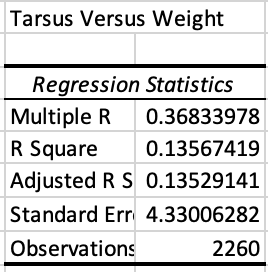 Tarsus Versus Weight
Regression Statistics
Multiple R 0.36833978
R Square 0.13567419
Adjusted R S 0.13529141
Standard Erre 4.33006282
Observations 2260